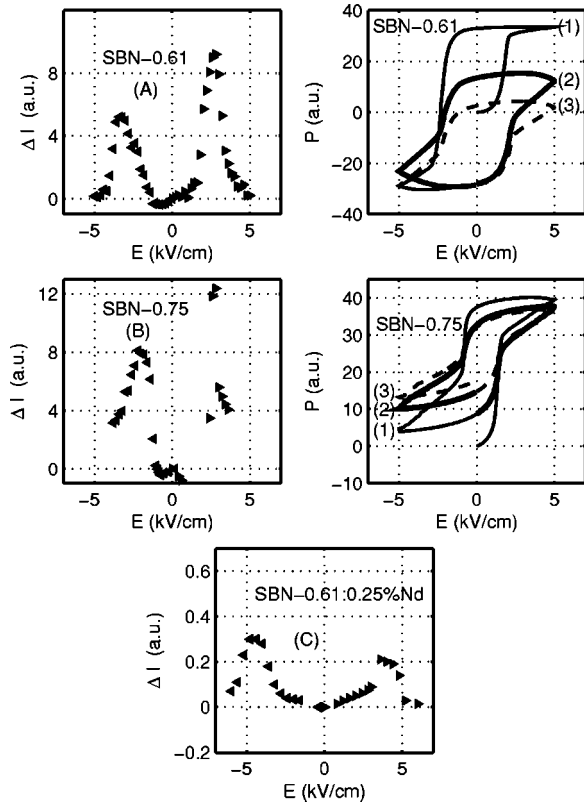 8
4
0
Δ I (a.u.)
SBN-0.61
(A)
-5 0 5
E (kV/cm)
40
20
0
-20
-40
P (a.u.)
SBN-0.61
(1)
(2)
(3)
-5 0 5
E (kV/cm)
12
8
4
0
Δ I (a.u.)
SBN-0.75
(B)
-5 0 5
E (kV/cm)
40
30
20
10
0
-10
P (a.u.)
SBN-0.75
(3)
(2)
(1)
-5 0 5
E (kV/cm)
0.6
0.4
0.2
0
-0.2
Δ I (a.u.)
SBN-0.61:0.25%Nd
(C)
-5 0 5
E (kV/cm)